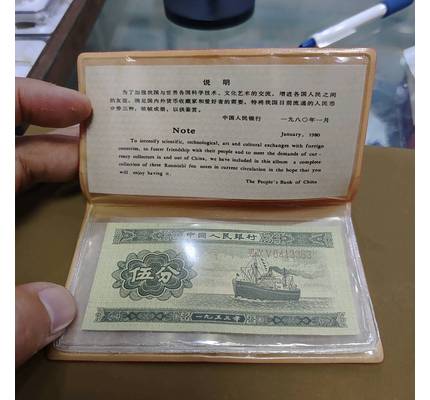 说明
为了加强我国与世界各国科学技术、文化艺术的交流，增进各国人民之间
的友谊，满足国内外货币收藏家和爱好者的需要，特将我国目前流通的人民币
分币三种，装帧成册，以供鉴赏。
中国人民银行 一九八〇年一月
Note
January, 1980
To intensify scientific, technological, art and cultural exchanges with foreign
countries, to foster friendship with their people and to meet the demands of cur-
rency collectors in and out of China, we have included in this album a complete
collection of three Renminbi fen notes in current circulation in the hope that you
will enjoy having it.
The People's Bank of China
中国人民银行
伍分
一九五三年